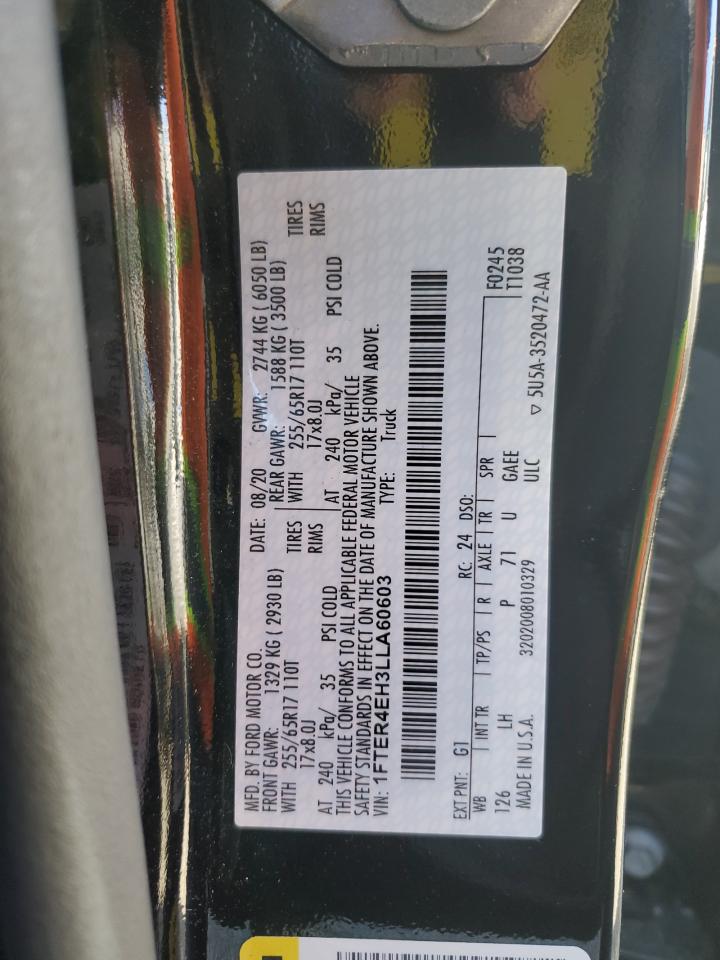 MFD. BY FORD MOTOR CO.
DATE: 08/20 GVWR: 2744 KG ( 6050 LB)
FRONT GAWR: 1329 KG ( 2930 LB) REAR GAWR: 1588 KG ( 3500 LB)
WITH 255/65R17 110T TIRES WITH 255/65R17 110T TIRES
17x8.0J RIMS 17x8.0J RIMS
AT 240 kPa/ 35 PSI COLD AT 240 kPa/ 35 PSI COLD
THIS VEHICLE CONFORMS TO ALL APPLICABLE FEDERAL MOTOR VEHICLE
SAFETY STANDARDS IN EFFECT ON THE DATE OF MANUFACTURE SHOWN ABOVE.
VIN: 1FTER4EH3LLA60603 TYPE: Truck
EXT PNT: G1 RC: 24 DSO:
WB INT TR TP/PS R AXLE TR SPR F0245
126 LH P 71 U GAEE T1038
MADE IN U.S.A. 3202008010329 ULC
▽ 5U5A-3520472-AA